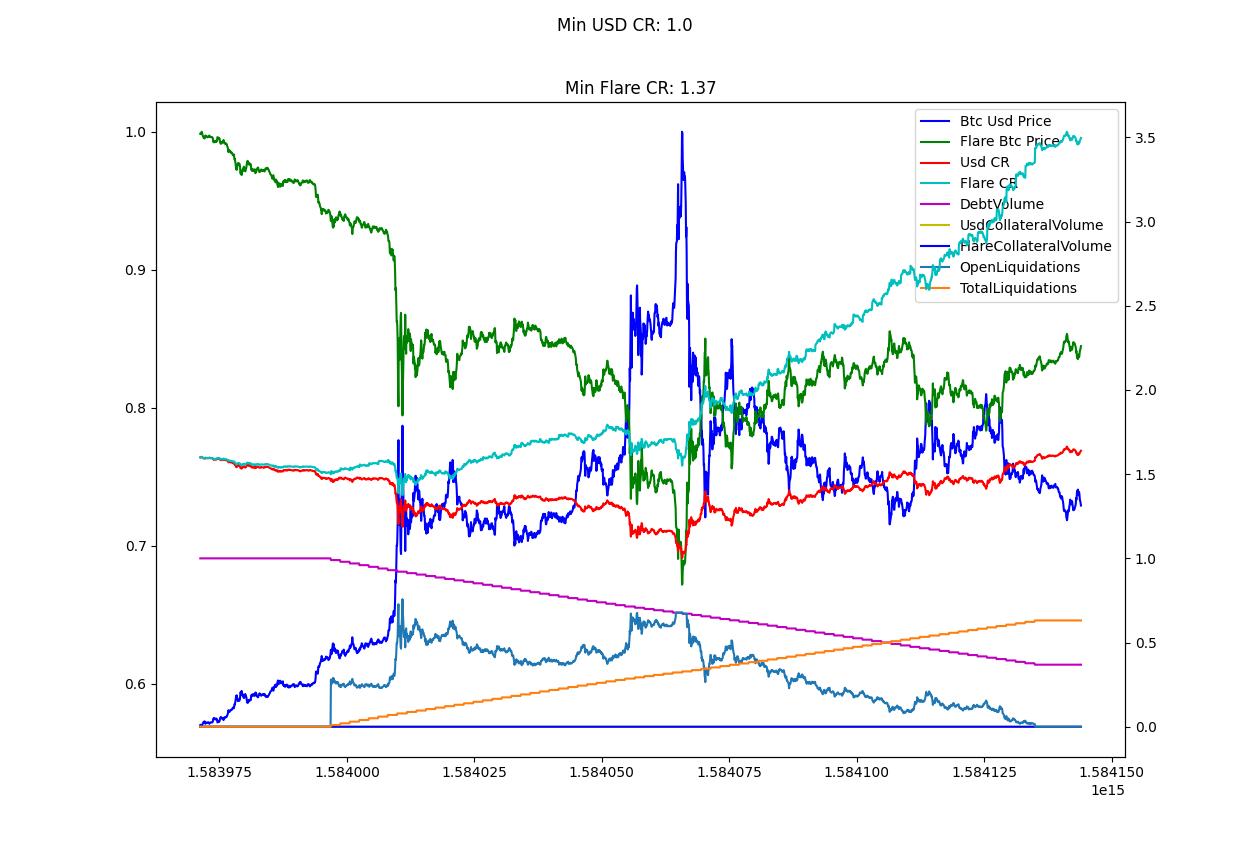 Min USD CR: 1.0
Min Flare CR: 1.37
Btc Usd Price
Flare Btc Price
Usd CR
Flare CR
DebtVolume
UsdCollateralVolume
FlareCollateralVolume
OpenLiquidations
TotalLiquidations
1.0
0.9
0.8
0.7
0.6
3.5
3.0
2.5
2.0
1.5
1.0
0.5
0.0
1.583975 1.584000 1.584025 1.584050 1.584075 1.584100 1.584125 1.584150
1e15